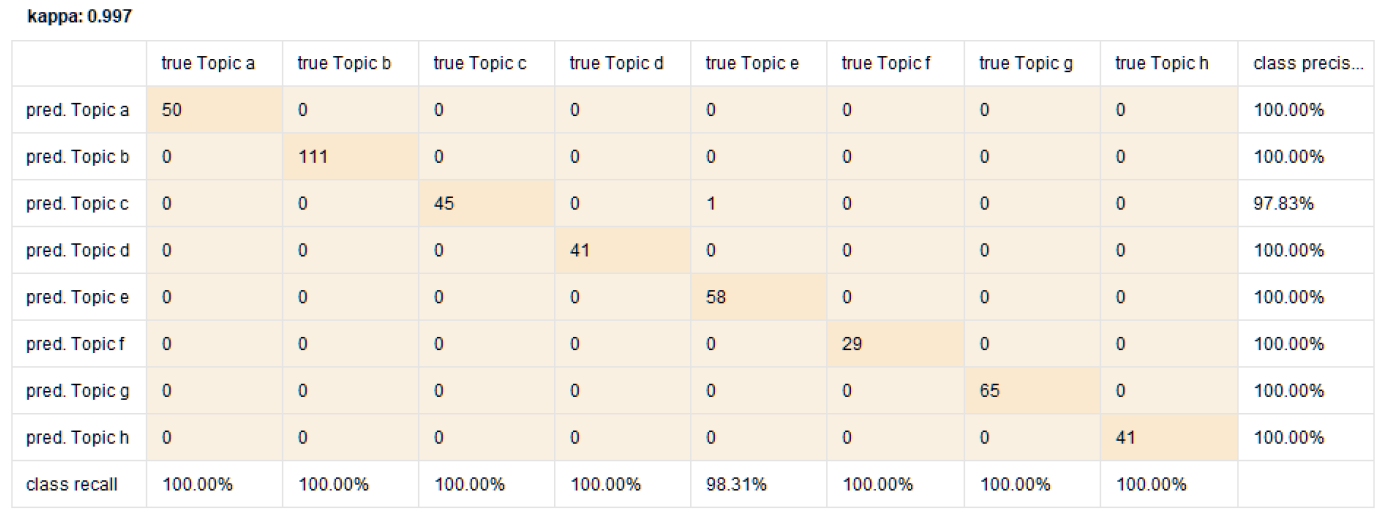 kappa: 0.997
true Topic a true Topic b true Topic c true Topic d true Topic e true Topic f true Topic g true Topic h class precis...
pred. Topic a 50 0 0 0 0 0 0 0 100.00%
pred. Topic b 0 111 0 0 0 0 0 0 100.00%
pred. Topic c 0 0 45 0 1 0 0 0 97.83%
pred. Topic d 0 0 0 41 0 0 0 0 100.00%
pred. Topic e 0 0 0 0 58 0 0 0 100.00%
pred. Topic f 0 0 0 0 0 29 0 0 100.00%
pred. Topic g 0 0 0 0 0 0 65 0 100.00%
pred. Topic h 0 0 0 0 0 0 0 41 100.00%
class recall 100.00% 100.00% 100.00% 100.00% 98.31% 100.00% 100.00% 100.00%